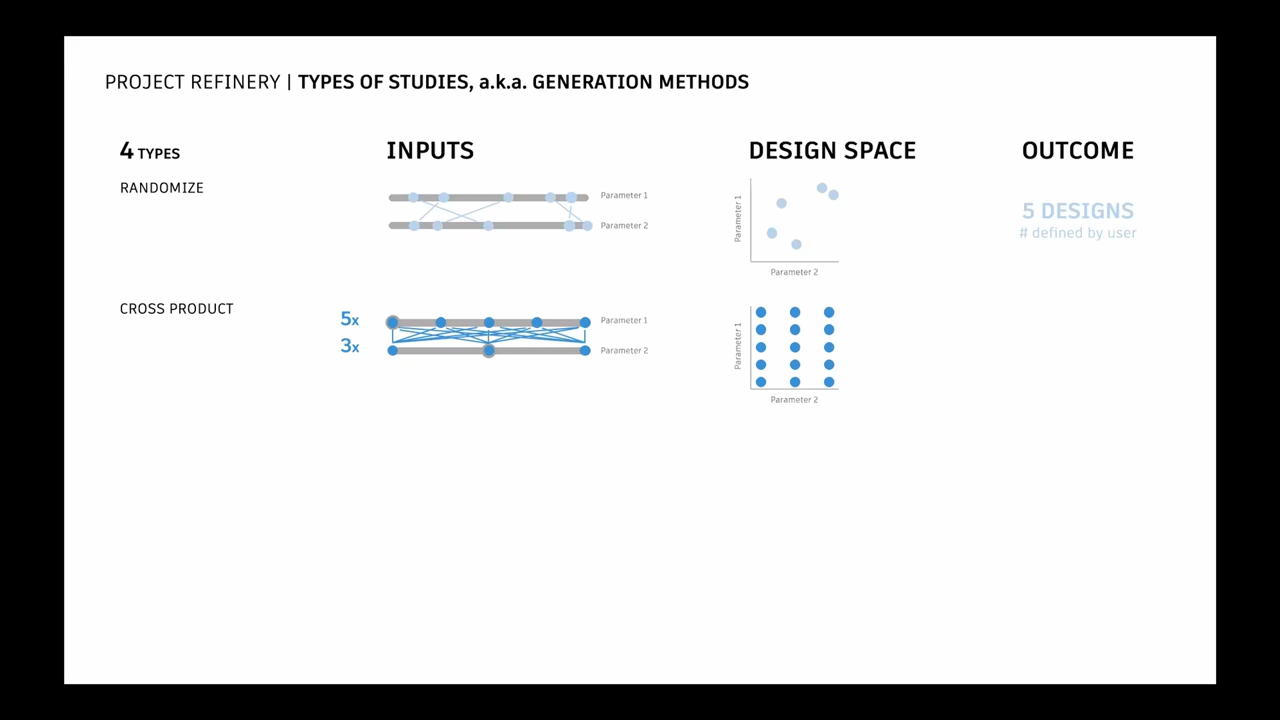 PROJECT REFINERY | TYPES OF STUDIES, a.k.a. GENERATION METHODS
4 TYPES
INPUTS
DESIGN SPACE
OUTCOME
RANDOMIZE
Parameter 1
Parameter 2
Parameter 1
Parameter 2
5 DESIGNS
# defined by user
CROSS PRODUCT
5x
3x
Parameter 1
Parameter 2
Parameter 1
Parameter 2